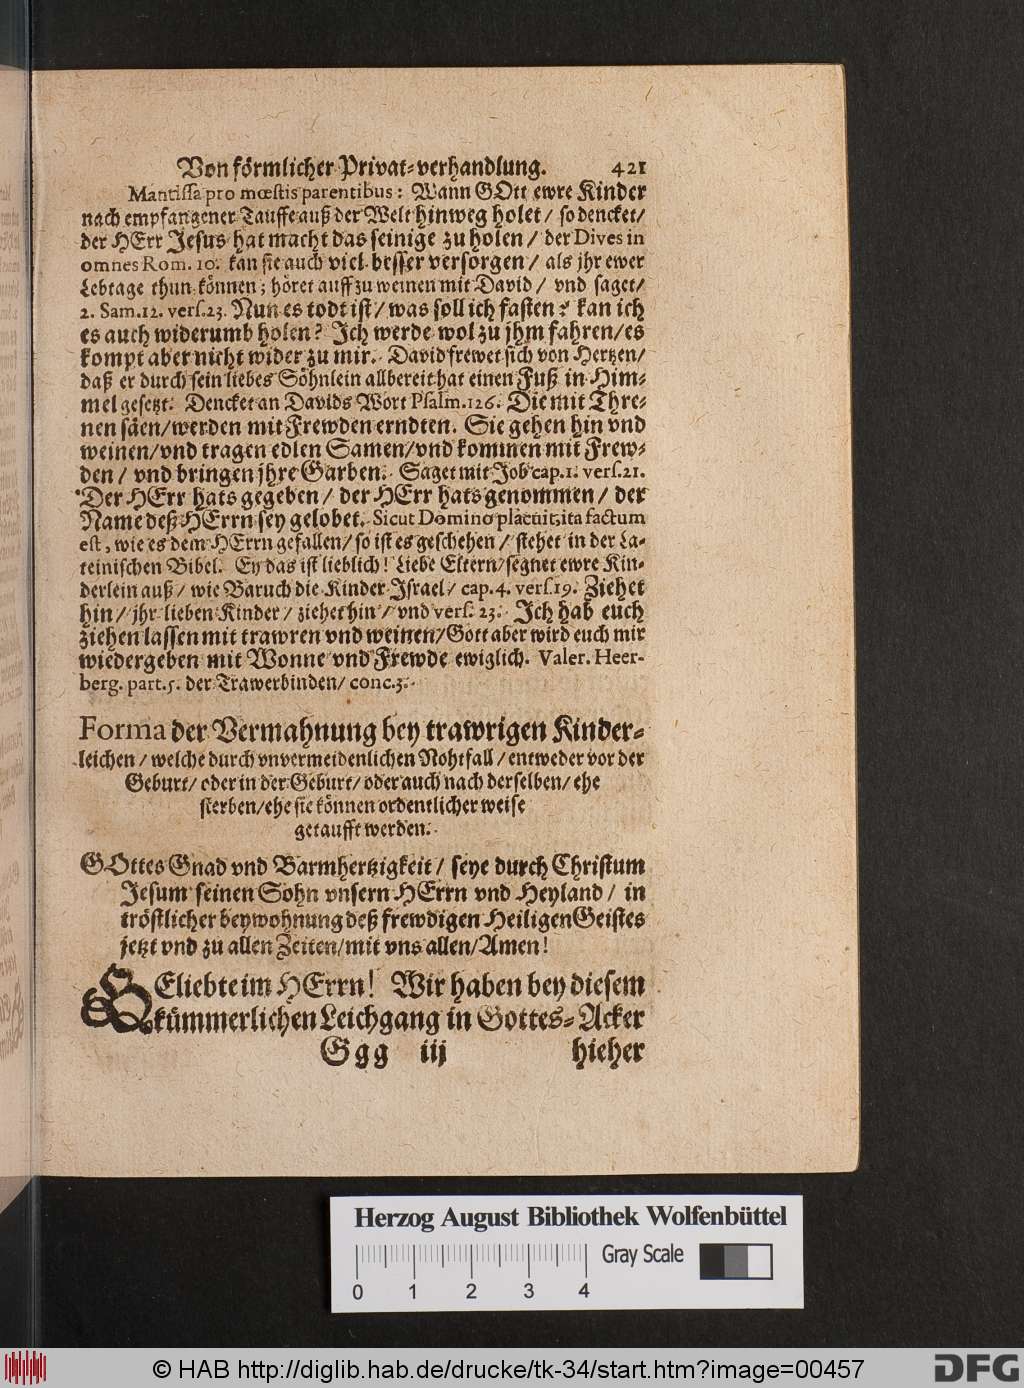 Von förmlicher Privat-verhandlung. 421
Mantissa pro mœstis parentibus: Wann GOtt ewre Kinder
nach empfangener Tauffe auß der Welt hinweg holet / so dencket /
der HErr Jesus hat macht das seinige zu holen / der Dives in
omnes Rom. 10. kan sie auch viel besser versorgen / als jhr ewer
Lebtage thun können; höret auff zu weinen mit David / vnd saget /
2. Sam. 12. vers. 23. Nun es todt ist / was soll ich fasten? kan ich
es auch widerumb holen? Ich werde wol zu jhm fahren / es
kompt aber nicht wider zu mir. David frewet sich von Hertzen /
daß er durch sein liebes Söhnlein allbereit hat einen Fuß in Him-
mel gesetzt. Dencket an Davids Wort Psalm. 126. Die mit Thre-
nen säen / werden mit Frewden erndten. Sie gehen hin vnd
weinen / vnd tragen edlen Samen / vnd kommen mit Frew-
den / vnd bringen jhre Garben. Saget mit Job cap. 1. vers. 21.
Der HErr hats gegeben / der HErr hats genommen / der
Name deß HErrn sey gelobet. Sicut Domino placuit, ita factum
est, wie es dem HErrn gefallen / so ist es geschehen / stehet in der La-
teinischen Bibel. Ey das ist lieblich! Liebe Eltern / segnet ewre Kin-
derlein auß / wie Baruch die Kinder Israel / cap. 4. vers. 19. Ziehet
hin / jhr lieben Kinder / ziehet hin / vnd vers. 23. Ich hab euch
ziehen lassen mit trawren vnd weinen / Gott aber wird euch mir
wiedergeben mit Wonne vnd Frewde ewiglich. Valer. Heer-
berg. part. 5. der Trawerbinden / conc. 3.
Forma der Vermahnung bey trawrigen Kinder-
leichen / welche durch vnvermeidenlichen Nohtfall / entweder vor der
Geburt / oder in der Geburt / oder auch nach derselben / ehe
sterben / ehe sie können ordentlicher weise
getaufft werden.
GOttes Gnad vnd Barmhertzigkeit / seye durch Christum
Jesum seinen Sohn vnsern HErrn vnd Heyland / in
tröstlicher beywohnung deß frewdigen Heiligen Geistes
jetzt vnd zu allen Zeiten / mit vns allen / Amen!
GEliebte im HErrn! Wir haben bey diesem
kümmerlichen Leichgang in Gottes-Acker
Ggg iij hieher
Herzog August Bibliothek Wolfenbüttel
Gray Scale
0 1 2 3 4
© HAB http://diglib.hab.de/drucke/tk-34/start.htm?image=00457
DFG